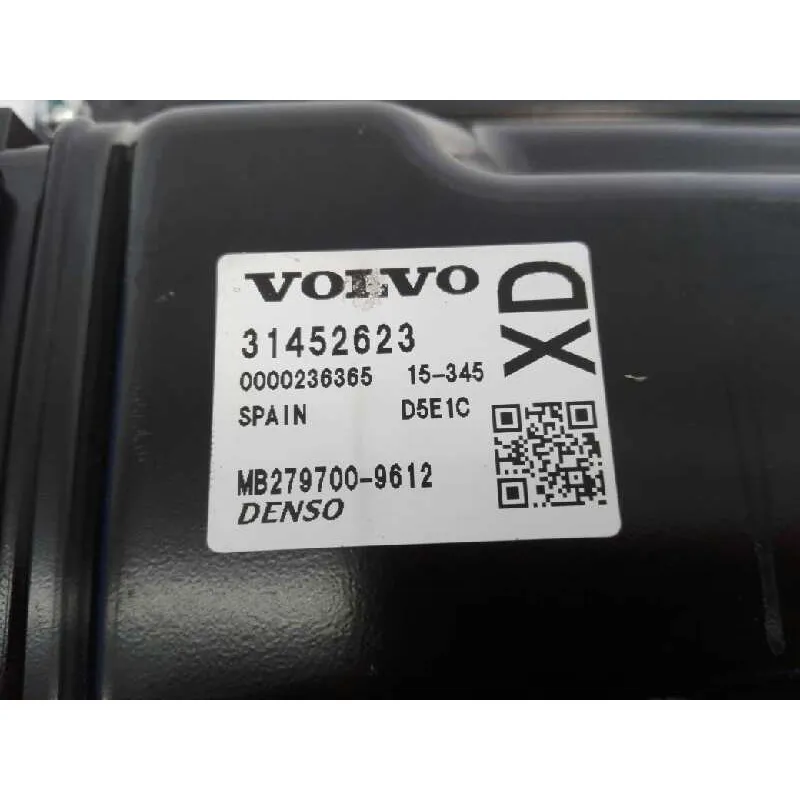 VOLVO
31452623
0000236365 15-345
SPAIN D5E1C
MB279700-9612
DENSO
XD